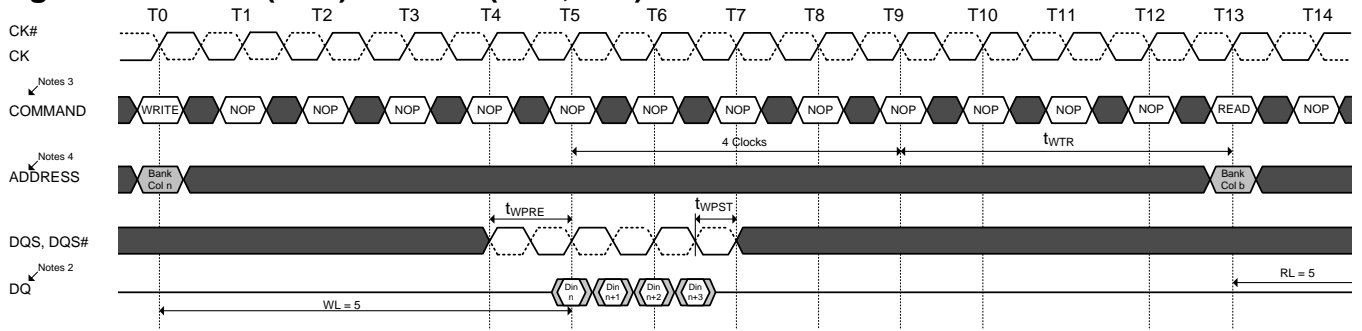 T0 T1 T2 T3 T4 T5 T6 T7 T8 T9 T10 T11 T12 T13 T14
CK#
CK
Notes 3
COMMAND WRITE NOP NOP NOP NOP NOP NOP NOP NOP NOP NOP NOP NOP READ NOP
4 Clocks tWTR
Notes 4
ADDRESS
Bank Bank
Col n Col b
tWPRE tWPST
DQS, DQS#
Notes 2
DQ
Din Din Din Din
n n+1 n+2 n+3
RL = 5
WL = 5